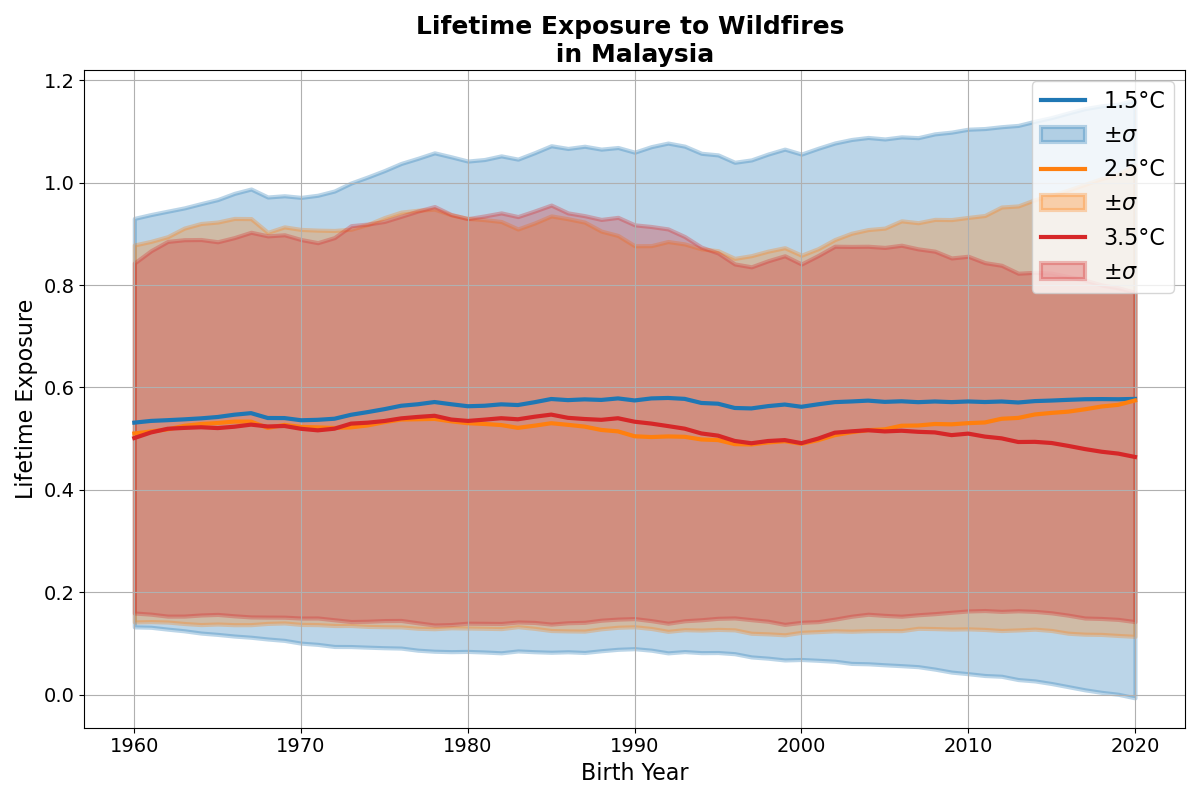 Lifetime Exposure to Wildfires
in Malaysia
1.5°C
±σ
2.5°C
±σ
3.5°C
±σ
Lifetime Exposure
1.2
1.0
0.8
0.6
0.4
0.2
0.0
1960 1970 1980 1990 2000 2010 2020
Birth Year